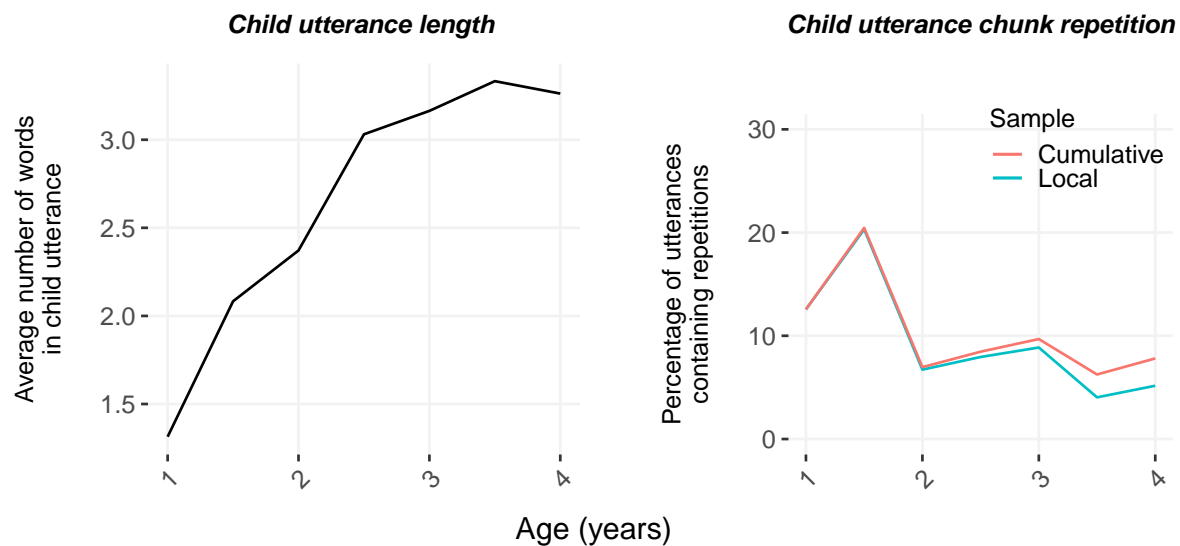 Child utterance length
Average number of words
in child utterance
3.0
2.5
2.0
1.5
1
2
3
4
Child utterance chunk repetition
Percentage of utterances
containing repetitions
30
20
10
0
Sample
Cumulative
Local
1
2
3
4
Age (years)